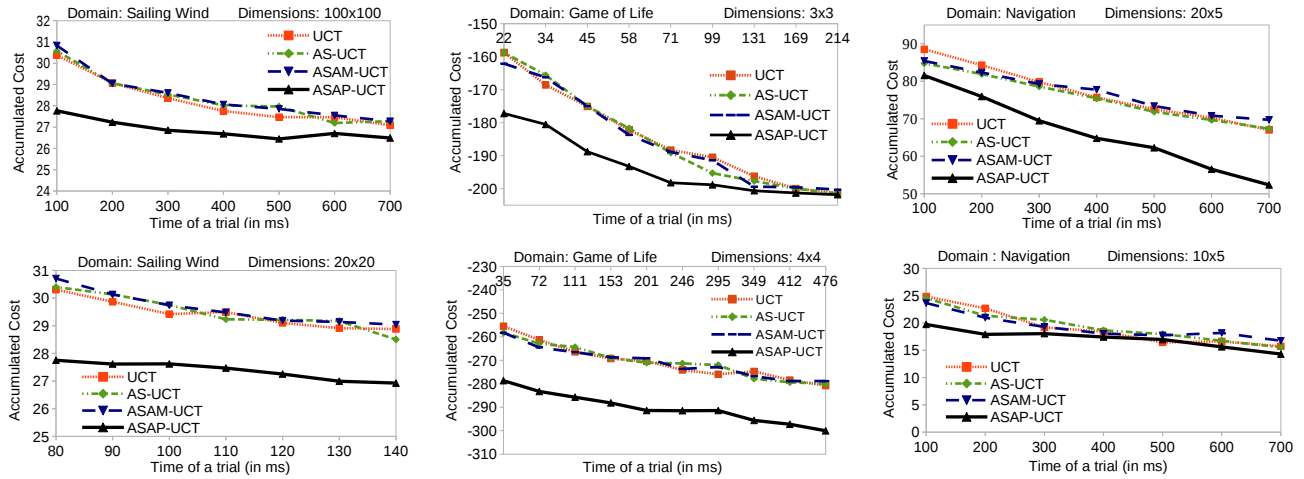 Domain: Sailing Wind Dimensions: 100x100
32
31
30
29
28
27
26
25
24
Accumulated Cost
UCT
AS-UCT
ASAM-UCT
ASAP-UCT
100 200 300 400 500 600 700
Time of a trial (in ms)
Domain: Game of Life Dimensions: 3x3
-150
22 34 45 58 71 99 131 169 214
-160
-170
-180
-190
-200
Accumulated Cost
UCT
AS-UCT
ASAM-UCT
ASAP-UCT
Time of a trial (in ms)
Domain: Navigation Dimensions: 20x5
90
80
70
60
50
Accumulated Cost
UCT
AS-UCT
ASAM-UCT
ASAP-UCT
100 200 300 400 500 600 700
Time of a trial (in ms)
Domain: Sailing Wind Dimensions: 20x20
31
30
29
28
27
26
25
Accumulated Cost
UCT
AS-UCT
ASAM-UCT
ASAP-UCT
80 90 100 110 120 130 140
Time of a trial (in ms)
Domain: Game of Life Dimensions: 4x4
-230
35 72 111 153 201 246 295 349 412 476
-240
-250
-260
-270
-280
-290
-300
-310
Accumulated Cost
UCT
AS-UCT
ASAM-UCT
ASAP-UCT
Time of a trial (in ms)
Domain : Navigation Dimensions: 10x5
30
25
20
15
10
5
0
Accumulated Cost
UCT
AS-UCT
ASAM-UCT
ASAP-UCT
100 200 300 400 500 600 700
Time of a trial (in ms)